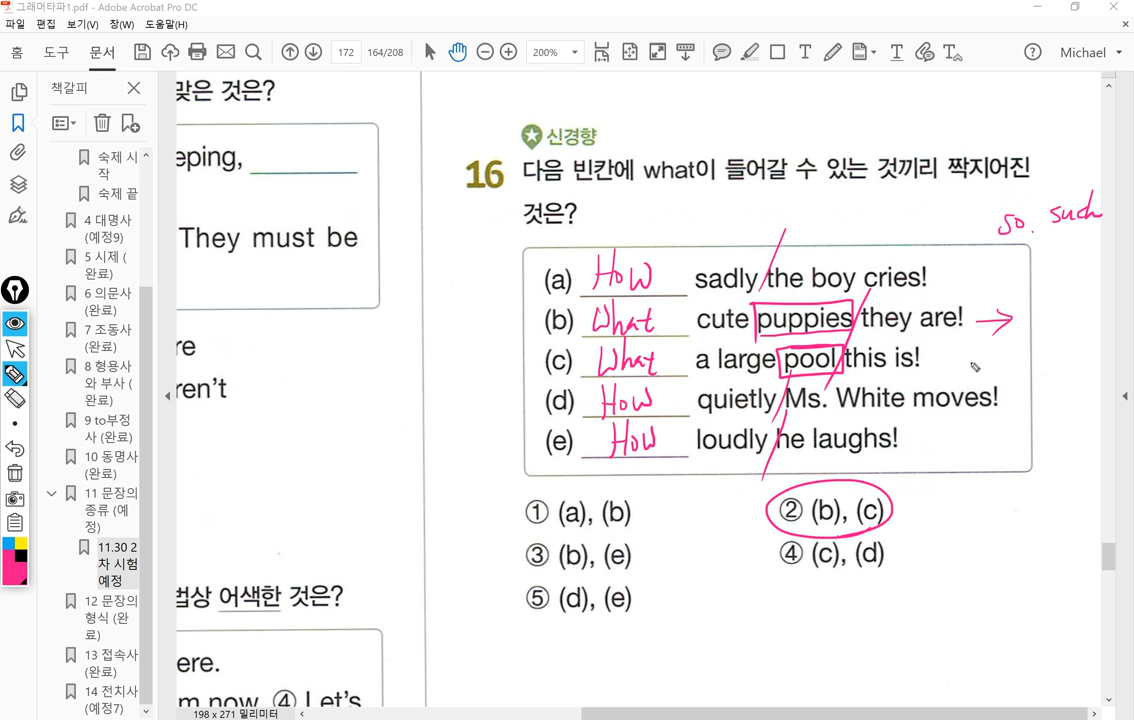 그래머타파1.pdf - Adobe Acrobat Pro DC
파일 편집 보기(V) 창(W) 도움말(H)
홈 도구 문서 172 164/208 200% Michael
책갈피
숙제 시작
숙제 끝
4 대명사 (예정9)
5 시제 (완료)
6 의문사 (완료)
7 조동사 (완료)
8 형용사와 부사 (완료)
9 to부정사 (완료)
10 동명사 (완료)
11 문장의 종류 (예정)
11.30 2차 시험 예정
12 문장의 형식 (완료)
13 접속사 (완료)
14 전치사 (예정7)
맞은 것은?
eping,
They must be
re
ren't
법상 어색한 것은?
ere.
m now. ④ Let's
신경향
16 다음 빈칸에 what이 들어갈 수 있는 것끼리 짝지어진
것은?
so. such
(a) How sadly the boy cries!
(b) What cute puppies they are! →
(c) What a large pool this is!
(d) How quietly Ms. White moves!
(e) How loudly he laughs!
① (a), (b) ② (b), (c)
③ (b), (e) ④ (c), (d)
⑤ (d), (e)
198 x 271 밀리미터